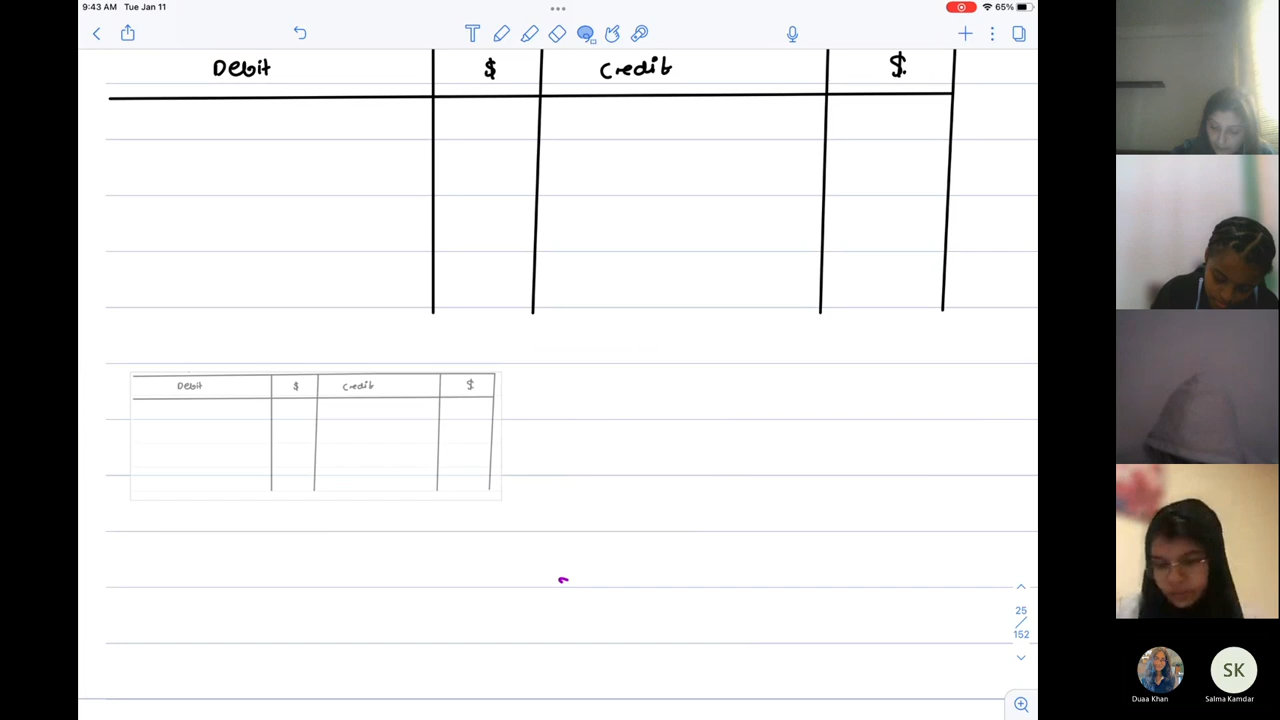 9:43 AM Tue Jan 11
65%
Debit $ Credit $
Debit $ Credit $
25
152
SK
Duaa Khan Salma Kamdar